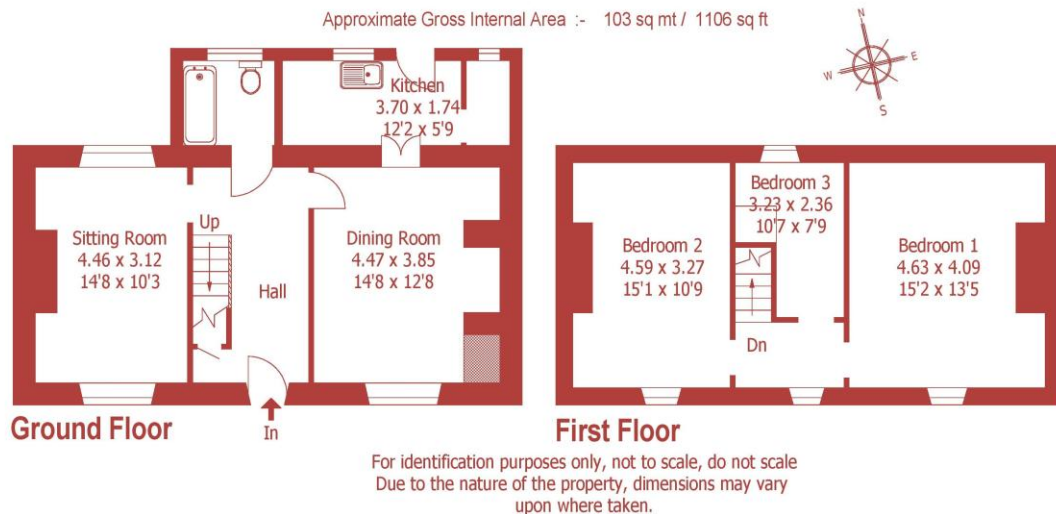 Approximate Gross Internal Area :- 103 sq mt / 1106 sq ft
N
W
E
S
Kitchen
3.70 x 1.74
12'2 x 5'9
Up
Sitting Room
4.46 x 3.12
14'8 x 10'3
Hall
Dining Room
4.47 x 3.85
14'8 x 12'8
In
Ground Floor
Bedroom 3
3.23 x 2.36
10'7 x 7'9
Bedroom 2
4.59 x 3.27
15'1 x 10'9
Bedroom 1
4.63 x 4.09
15'2 x 13'5
Dn
First Floor
For identification purposes only, not to scale, do not scale
Due to the nature of the property, dimensions may vary
upon where taken.